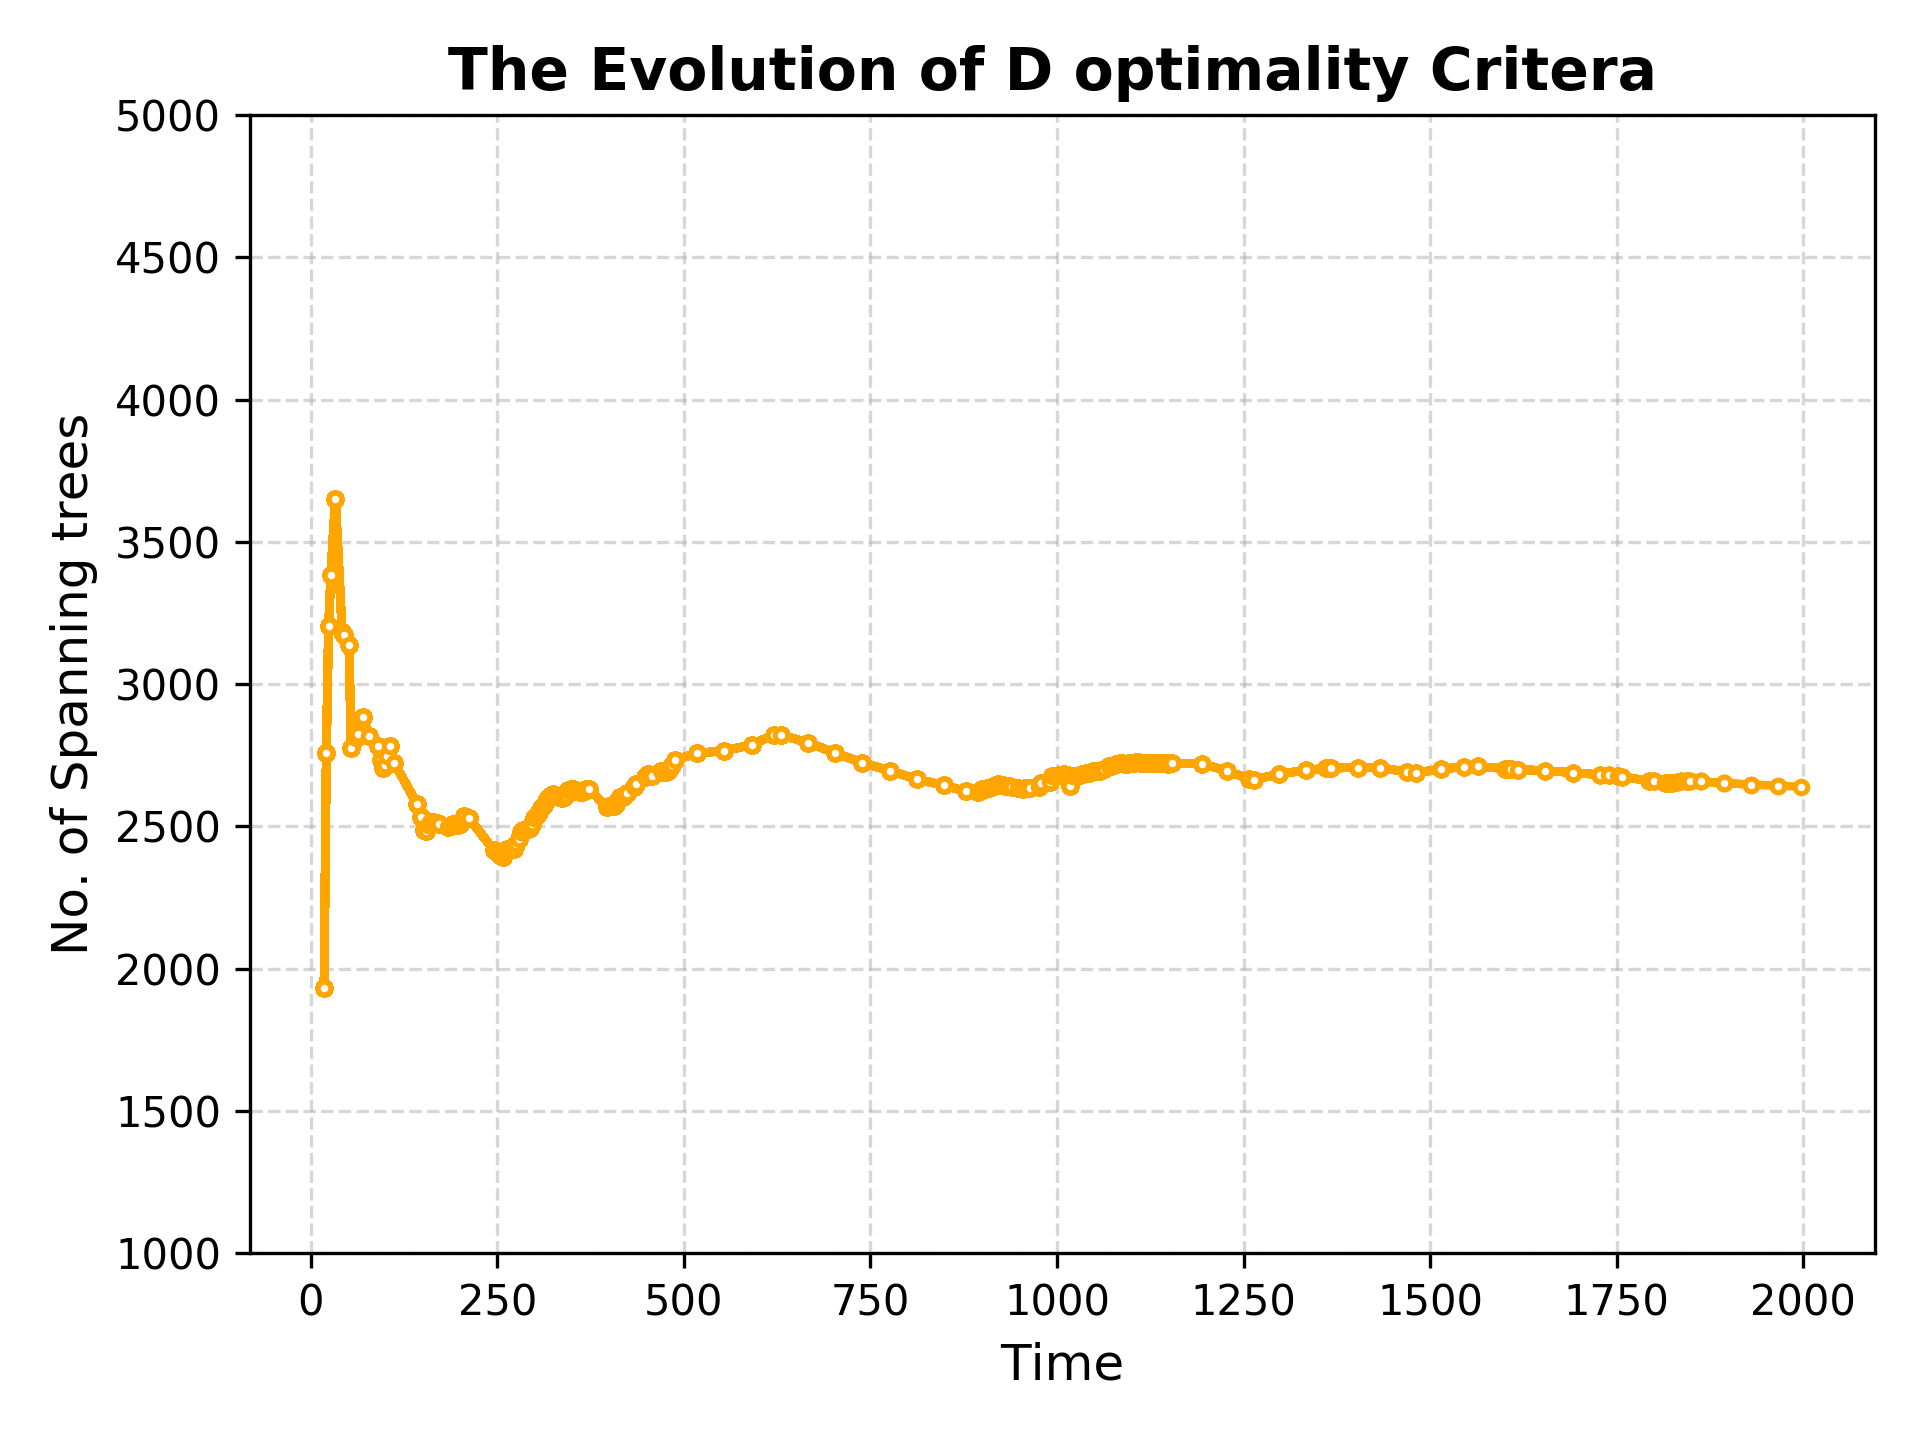 The Evolution of D optimality Critera
5000
4500
4000
3500
3000
2500
2000
1500
1000
No. of Spanning trees
0 250 500 750 1000 1250 1500 1750 2000
Time